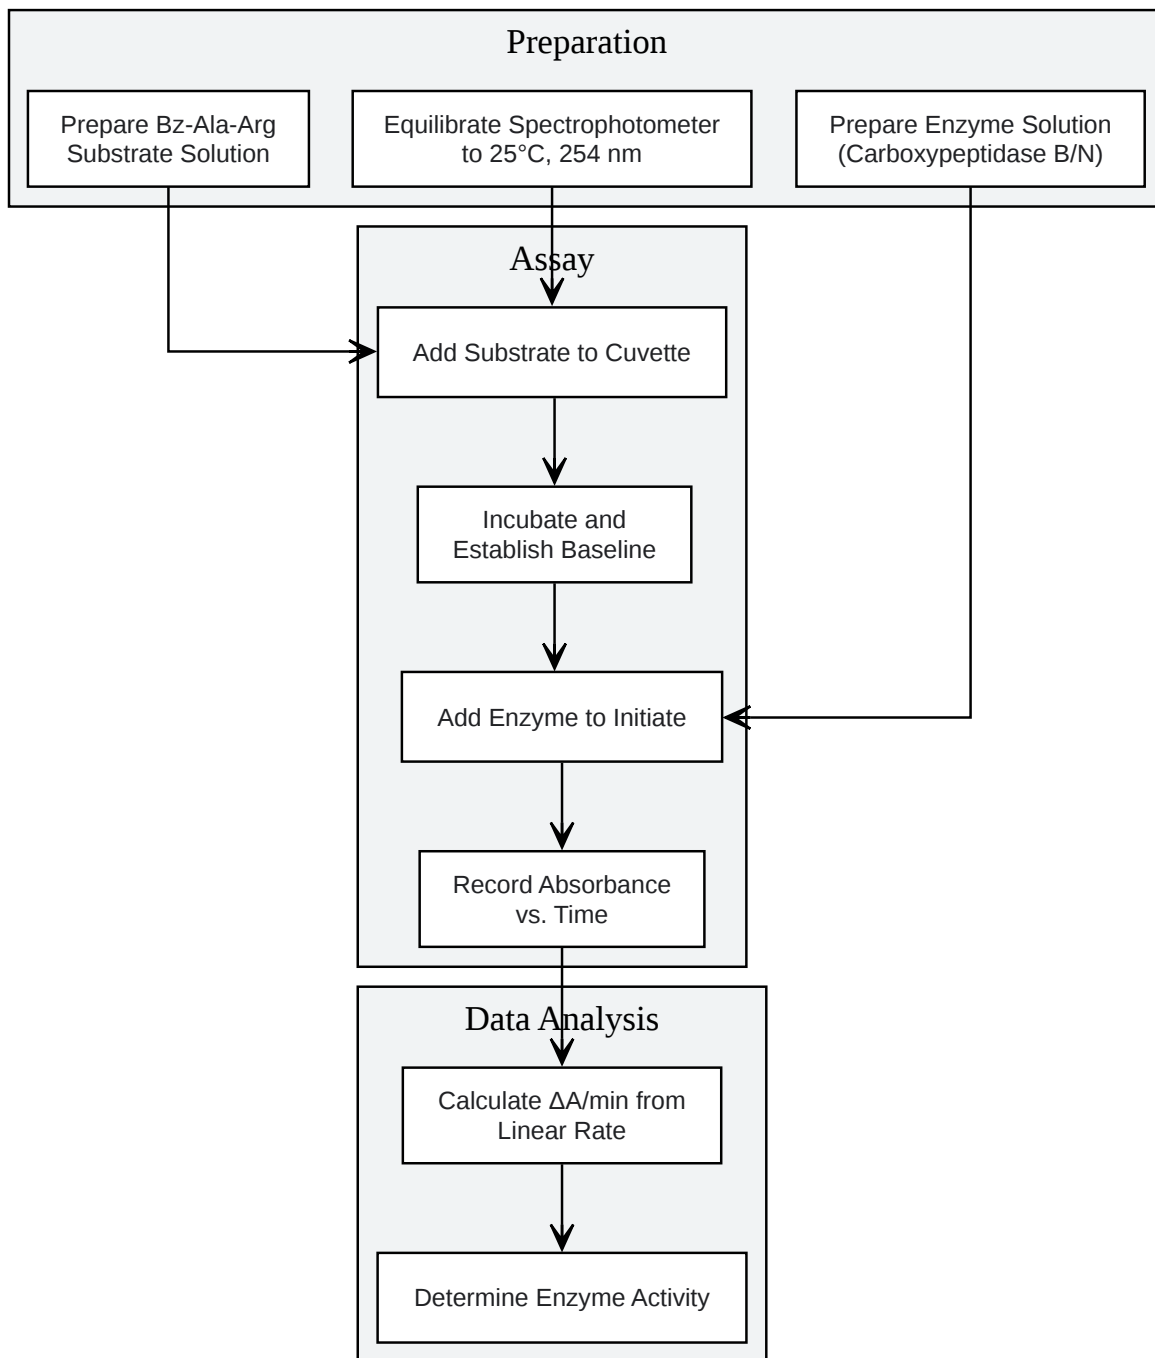 Preparation
Prepare Bz-Ala-Arg
Substrate Solution
Equilibrate Spectrophotometer
to 25°C, 254 nm
Prepare Enzyme Solution
(Carboxypeptidase B/N)
Assay
Add Substrate to Cuvette
Incubate and
Establish Baseline
Add Enzyme to Initiate
Record Absorbance
vs. Time
Data Analysis
Calculate ΔA/min from
Linear Rate
Determine Enzyme Activity